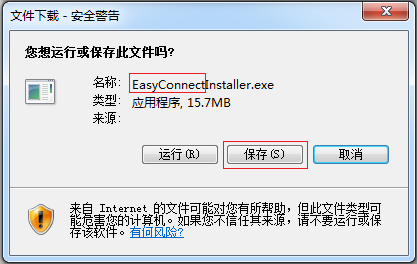 文件下载 - 安全警告
您想运行或保存此文件吗?
名称: EasyConnectInstaller.exe
类型: 应用程序, 15.7MB
来源:
运行(R) 保存(S) 取消
来自 Internet 的文件可能对您有所帮助，但此文件类型可
能危害您的计算机。如果您不信任其来源，请不要运行或保
存该软件。有何风险?